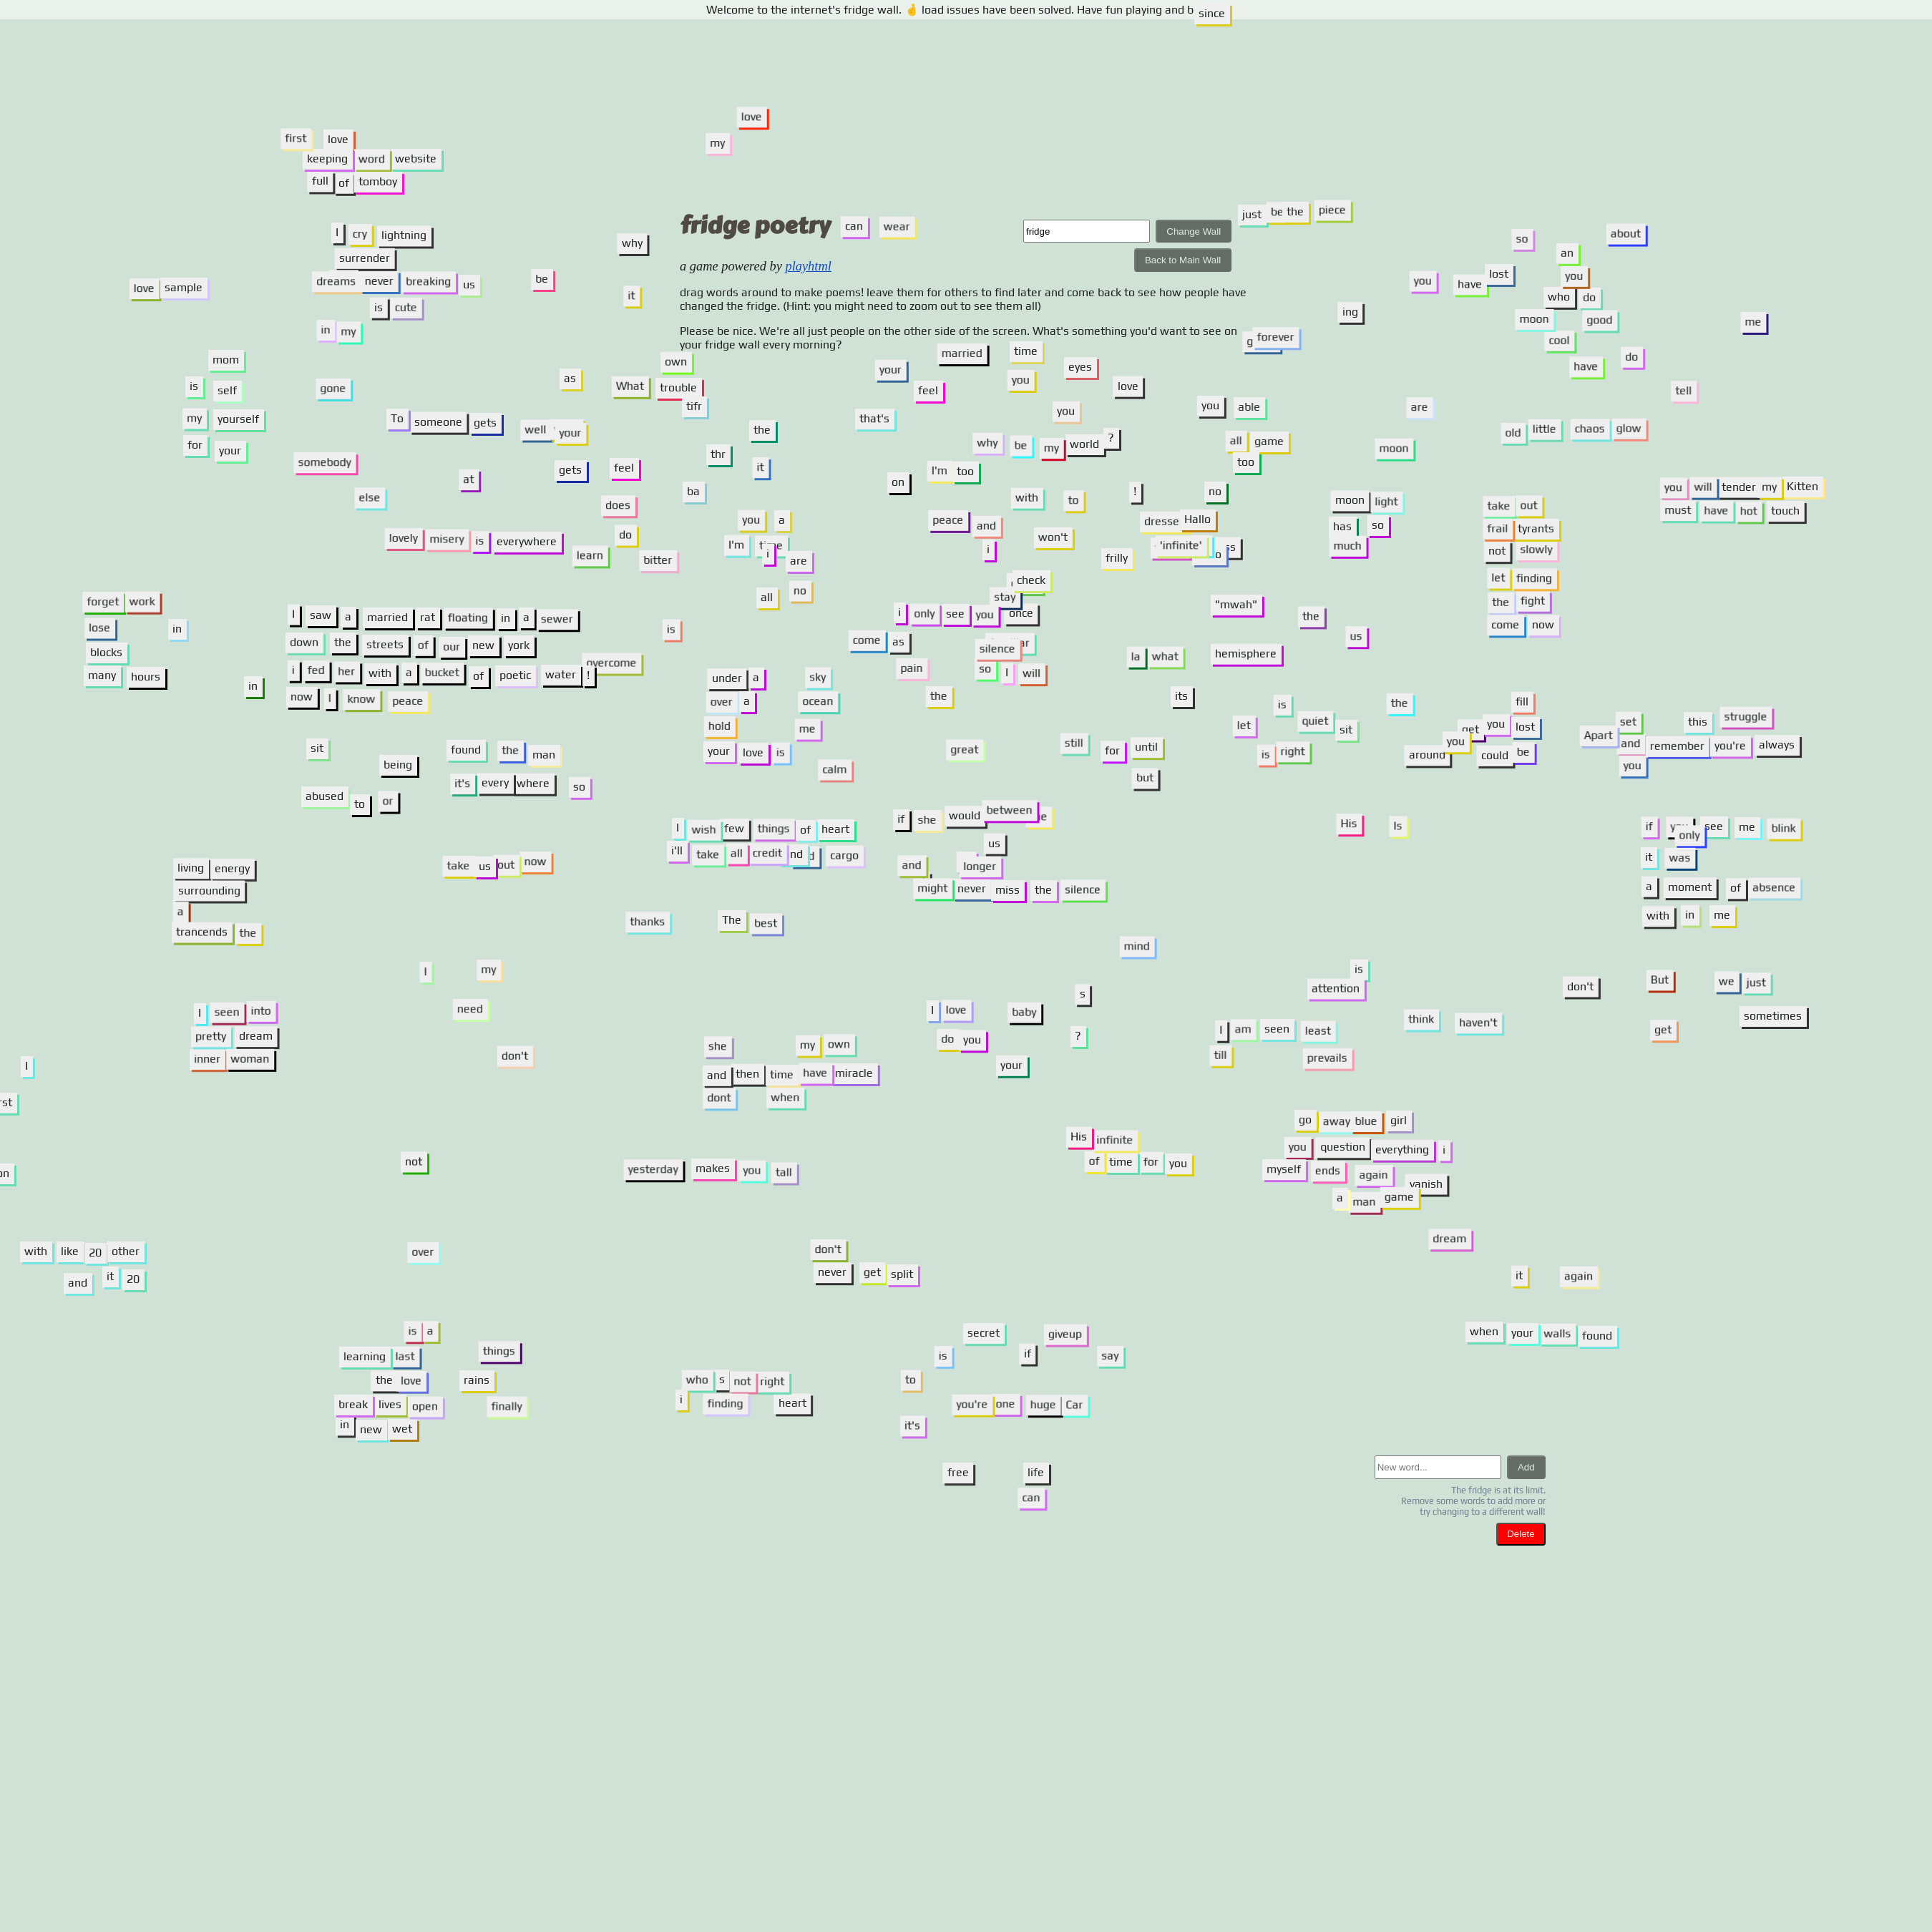 Welcome to the internet's fridge wall. ☝ load issues have been solved. Have fun playing and b
since
love
my
first love
keeping word website
full of tomboy
fridge poetry can wear
fridge Change Wall
Back to Main Wall
just be the piece
a game powered by playhtml
drag words around to make poems! leave them for others to find later and come back to see how people have
changed the fridge. (Hint: you might need to zoom out to see them all)
Please be nice. We're all just people on the other side of the screen. What's something you'd want to see on
your fridge wall every morning?
forever
I cry lightning
surrender
dreams never breaking us
is cute
in my
love sample
be
why
it
so
about
an
you have lost
you
who do
moon good
cool
have do
me
ing
tell
mom
is self
my yourself
for your
gone
as
own
What trouble
tifr
To someone gets
well your
somebody
else
at
gets feel
does
do
learn
bitter
lovely misery is everywhere
the
thr
it
ba
your
married time
eyes
feel
you
love
you
that's
why be my world ?
I'm too
on
with to
!
no
you able
all game
too
are
moon
old little chaos glow
you will tender my Kitten
must have hot touch
moon light
has so
much
take out
frail tyrants
not slowly
let finding
the fight
come now
you a
I'm
i
are
all no
peace and
i
won't
dresse Hallo
frilly
'infinite'
check
stay
i only see you once
come as
silence
pain
so I will
the
"mwah"
the
us
la what
hemisphere
its
forget work
lose in
blocks
many hours
in
I saw a married rat floating in a sewer
down the streets of our new york
i fed her with a bucket of poetic water !
now I know peace
overcome
is
under a sky
over a ocean
hold me
your love is
calm
sit
being
abused to or
found the man
it's every where so
great
still for until
but
let
is
quiet sit
is right
the
fill
get you lost
you
around could be
set this struggle
Apart and remember you're always
you
I wish few things of heart
i'll take all credit cargo
if she would between
us
and longer
might never miss the silence
His Is
if see me blink
only
it was
a moment of absence
with in me
living energy
surrounding
a
trancends the
take us out now
thanks
The best
mind
I my
need
don't
I seen into
pretty dream
inner woman
I
rst
on
I love baby
do you
your
s
?
is
attention
I am seen least
till prevails
think haven't
don't
But we just
sometimes
get
she my own
and then time have miracle
dont when
not
yesterday makes you tall
His infinite
of time for you
go away blue girl
you question everything i
myself ends again vanish
a man game
dream
with like 20 other
and it 20
over
don't
never get split
it again
when your walls found
is a
learning last things
the love rains
break lives open finally
in new wet
secret giveup
is if say
to
who s not right
i finding heart
you're one huge Car
it's
free life
can
New word... Add
The fridge is at its limit.
Remove some words to add more or
try changing to a different wall!
Delete